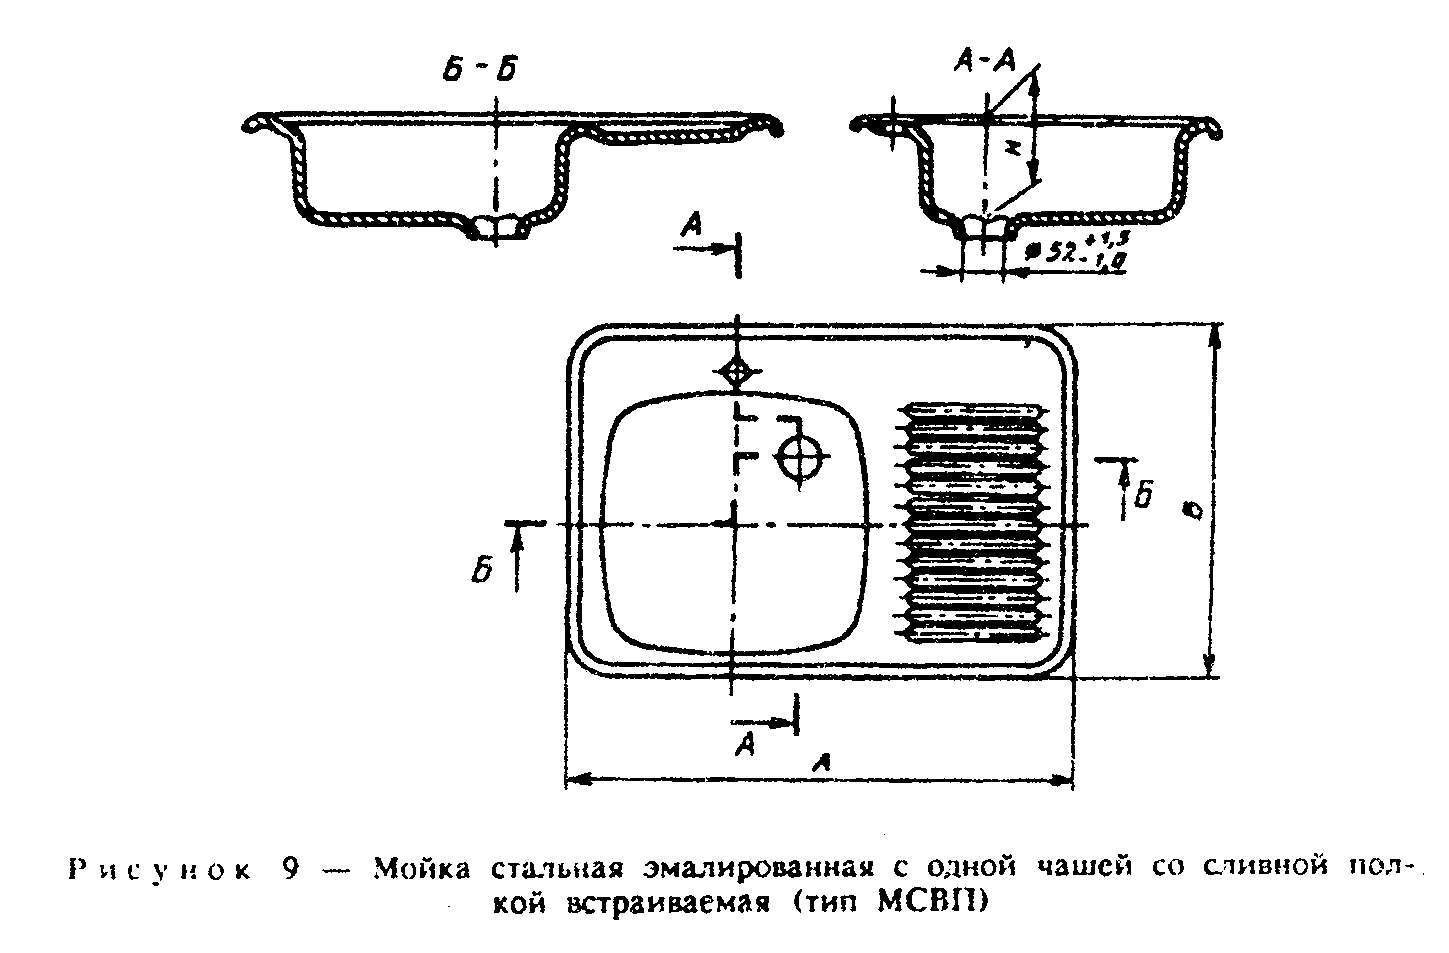 Б - Б
А-А
н
А
ø 52 +1,5 -1,0
Б
В
Б
А
А
Рисунок 9 — Мойка стальная эмалированная с одной чашей со сливной пол-
кой встраиваемая (тип МСВП)